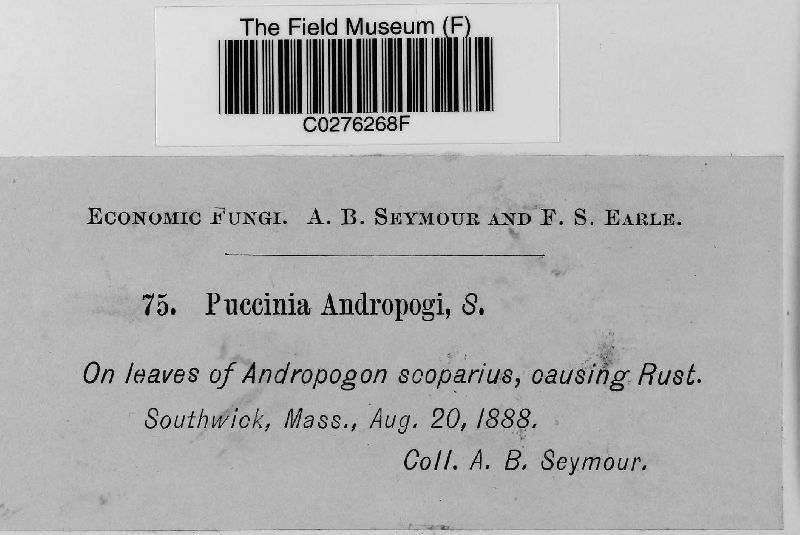 The Field Museum (F)
C0276268F
Economic Fungi. A. B. Seymour and F. S. Earle.
75. Puccinia Andropogi, S.
On leaves of Andropogon scoparius, causing Rust.
Southwick, Mass., Aug. 20, 1888.
Coll. A. B. Seymour.